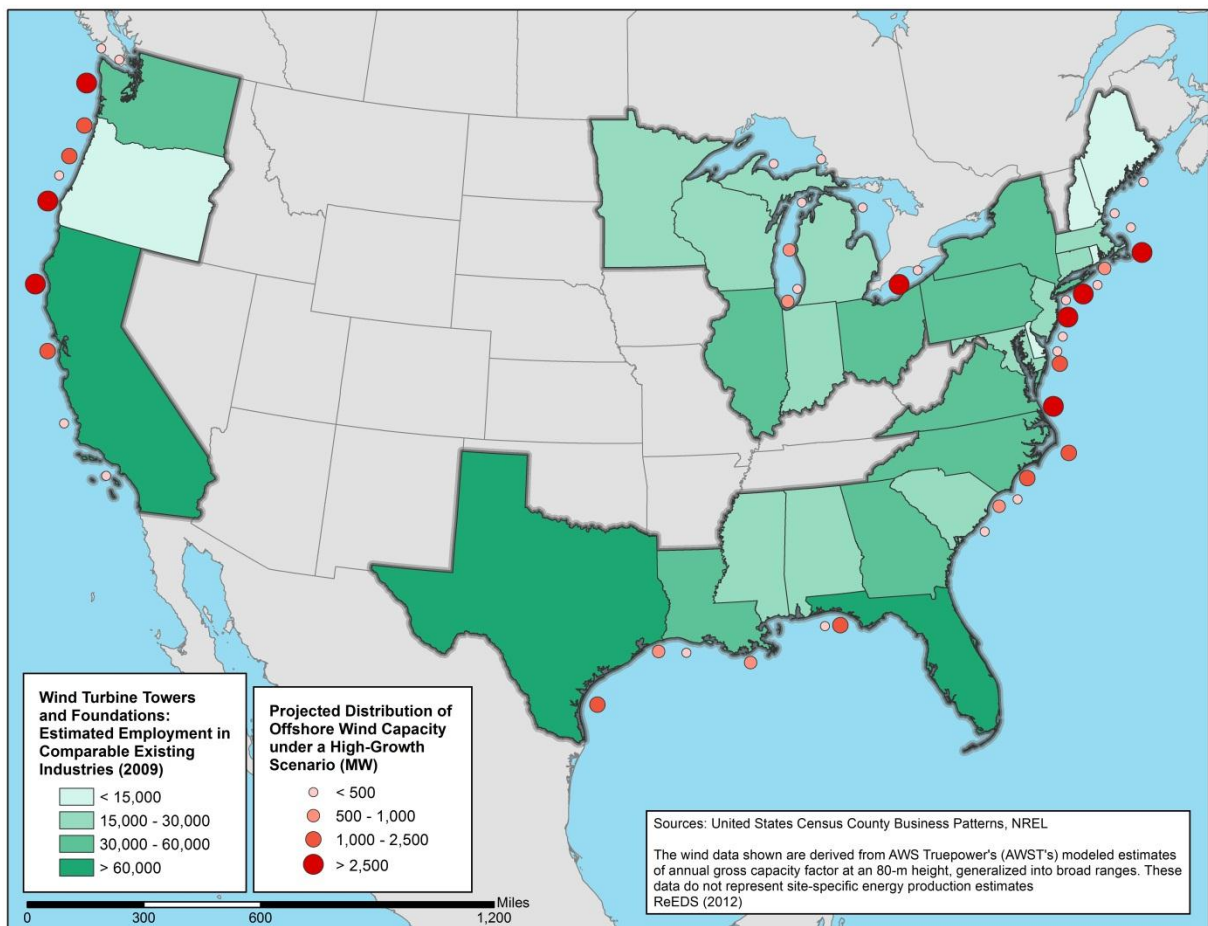 Wind Turbine Towers
and Foundations:
Estimated Employment in
Comparable Existing
Industries (2009)
< 15,000
15,000 - 30,000
30,000 - 60,000
> 60,000
Projected Distribution of
Offshore Wind Capacity
under a High-Growth
Scenario (MW)
< 500
500 - 1,000
1,000 - 2,500
> 2,500
Sources: United States Census County Business Patterns, NREL
The wind data shown are derived from AWS Truepower's (AWST's) modeled estimates
of annual gross capacity factor at an 80-m height, generalized into broad ranges. These
data do not represent site-specific energy production estimates
ReEDS (2012)
Miles
0 300 600 1,200